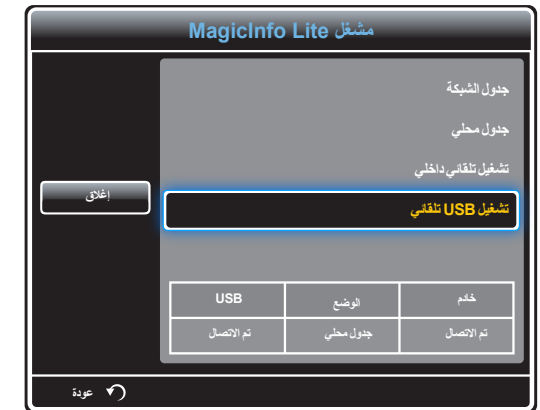 مشغل MagicInfo Lite
جدول الشبكة
جدول محلي
تشغيل تلقائي داخلي
تشغيل USB تلقائي
إغلاق
خادم الوضع USB
تم الاتصال جدول محلي تم الاتصال
عودة